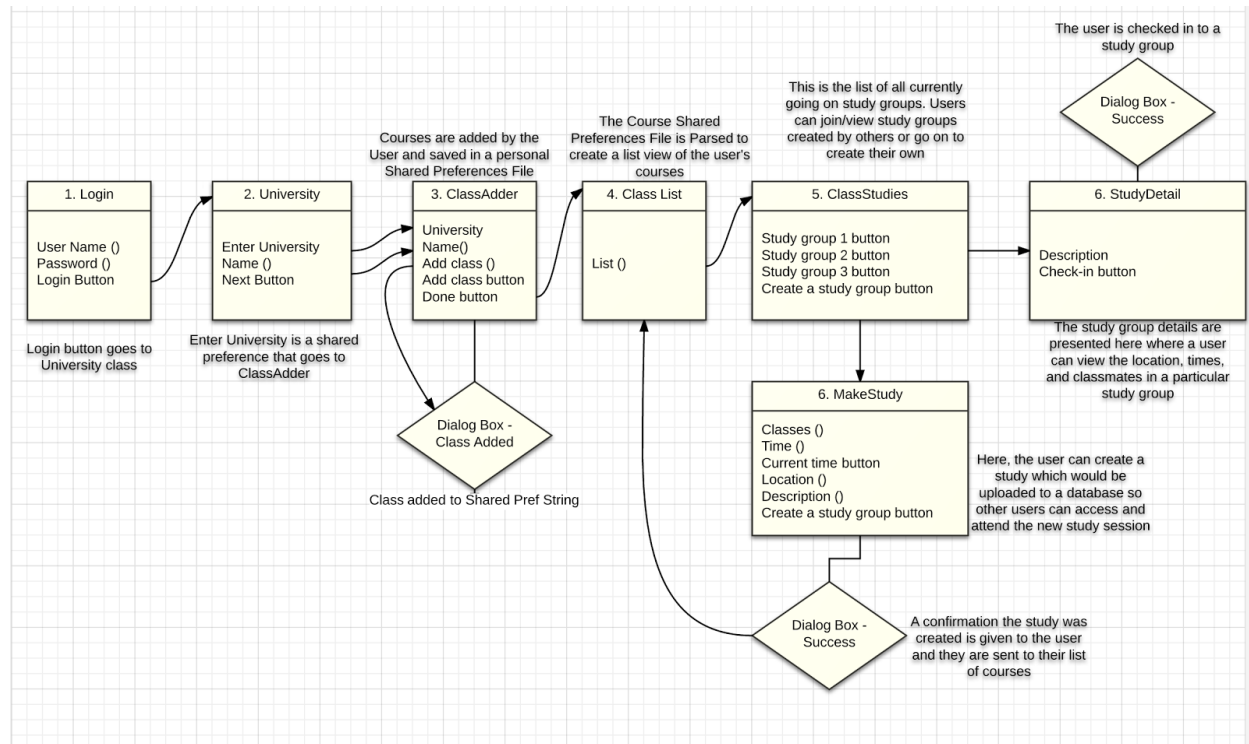 The user is checked in to a
study group
Dialog Box -
Success
This is the list of all currently
going on study groups. Users
can join/view study groups
created by others or go on to
create their own
The Course Shared
Preferences File is Parsed to
create a list view of the user's
courses
Courses are added by the
User and saved in a personal
Shared Preferences File
1. Login
User Name ()
Password ()
Login Button
Login button goes to
University class
2. University
Enter University
Name ()
Next Button
Enter University is a shared
preference that goes to
ClassAdder
3. ClassAdder
University
Name()
Add class ()
Add class button
Done button
Dialog Box -
Class Added
Class added to Shared Pref String
4. Class List
List ()
5. ClassStudies
Study group 1 button
Study group 2 button
Study group 3 button
Create a study group button
6. StudyDetail
Description
Check-in button
The study group details are
presented here where a user
can view the location, times,
and classmates in a particular
study group
6. MakeStudy
Classes ()
Time ()
Current time button
Location ()
Description ()
Create a study group button
Here, the user can create a
study which would be
uploaded to a database so
other users can access and
attend the new study session
Dialog Box -
Success
A confirmation the study was
created is given to the user
and they are sent to their list
of courses